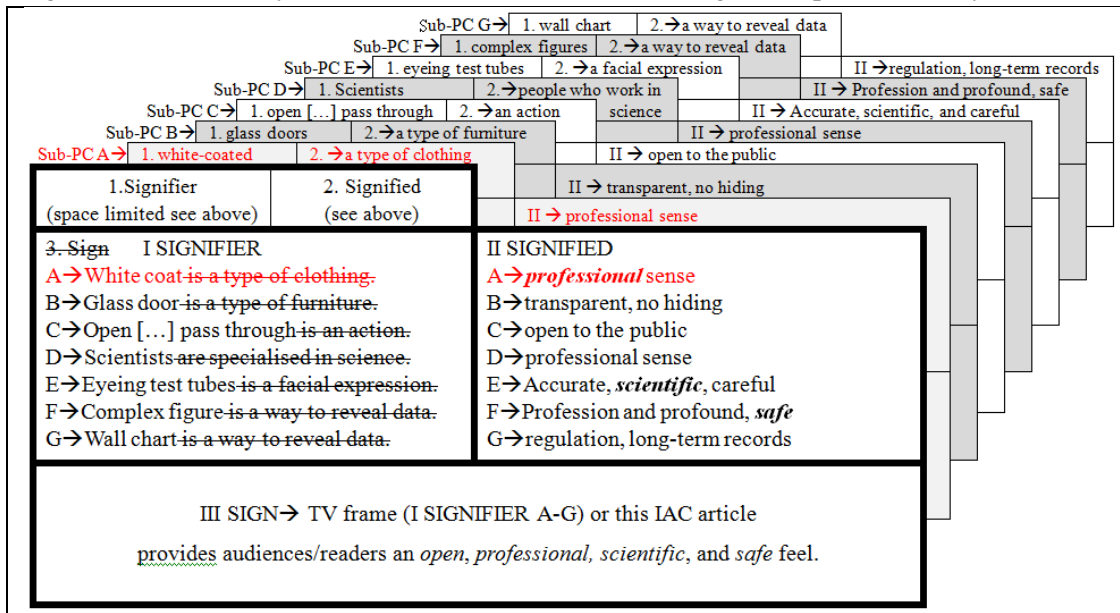 Sub-PC G→ 1. wall chart 2.→a way to reveal data
Sub-PC F→ 1. complex figures 2.→a way to reveal data
Sub-PC E→ 1. eyeing test tubes 2. →a facial expression II →regulation, long-term records
Sub-PC D→ 1. Scientists 2.→people who work in science II → Profession and profound, safe
Sub-PC C→ 1. open […] pass through 2. →an action II → Accurate, scientific, and careful
Sub-PC B→ 1. glass doors 2.→a type of furniture II → professional sense
Sub-PC A→ 1. white-coated 2. →a type of clothing II → open to the public
II → transparent, no hiding
II → professional sense
1.Signifier
(space limited see above)
2. Signified
(see above)
3. Sign I SIGNIFIER
A→White coat is a type of clothing.
B→Glass door is a type of furniture.
C→Open […] pass through is an action.
D→Scientists are specialised in science.
E→Eyeing test tubes is a facial expression.
F→Complex figure is a way to reveal data.
G→Wall chart is a way to reveal data.
II SIGNIFIED
A→professional sense
B→transparent, no hiding
C→open to the public
D→professional sense
E→Accurate, scientific, careful
F→Profession and profound, safe
G→regulation, long-term records
III SIGN→ TV frame (I SIGNIFIER A-G) or this IAC article
provides audiences/readers an open, professional, scientific, and safe feel.